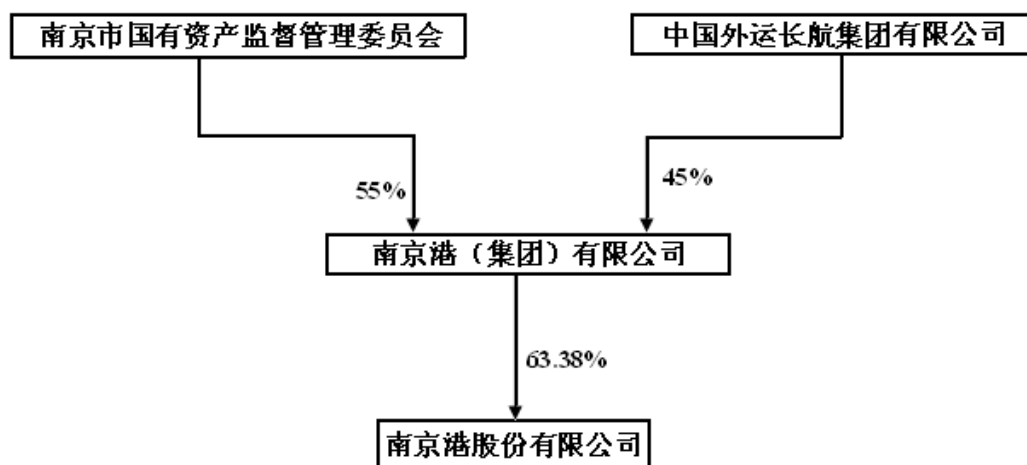 南京市国有资产监督管理委员会
中国外运长航集团有限公司
55%
45%
南京港（集团）有限公司
63.38%
南京港股份有限公司